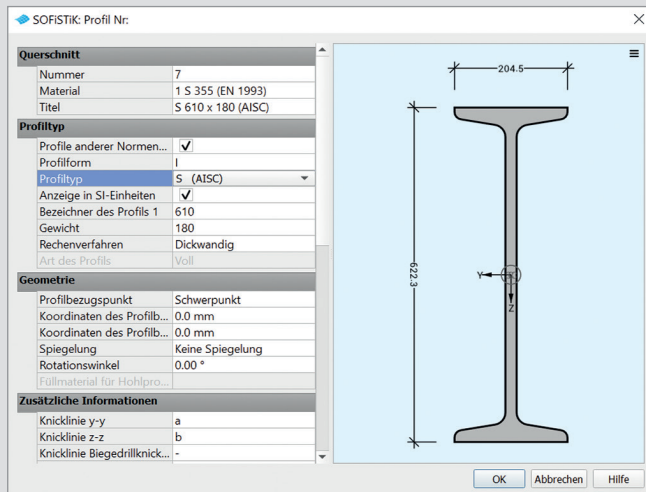 SOFiSTiK: Profil Nr:
Querschnitt
Nummer 7
Material 1 S 355 (EN 1993)
Titel S 610 x 180 (AISC)
Profiltyp
Profile anderer Normen...
Profilform I
Profiltyp S (AISC)
Anzeige in SI-Einheiten
Bezeichner des Profils 1 610
Gewicht 180
Rechenverfahren Dickwandig
Art des Profils Voll
Geometrie
Profilbezugspunkt Schwerpunkt
Koordinaten des Profilb... 0.0 mm
Koordinaten des Profilb... 0.0 mm
Spiegelung Keine Spiegelung
Rotationswinkel 0.00 °
Füllmaterial für Hohlpro...
Zusätzliche Informationen
Knicklinie y-y a
Knicklinie z-z b
Knicklinie Biegedrillknick... -
204.5
622.3
Y
Z
OK Abbrechen Hilfe